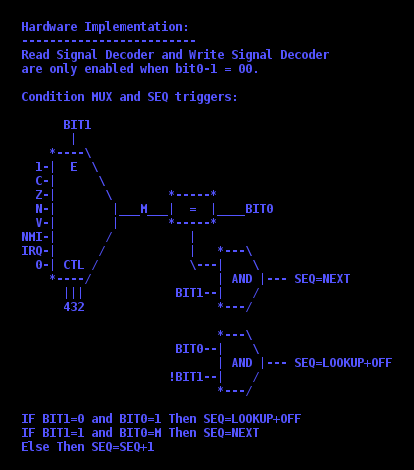 Hardware Implementation:
-------------------------
Read Signal Decoder and Write Signal Decoder
are only enabled when bit0-1 = 00.

Condition MUX and SEQ triggers:

      BIT1
       |
    *----\
  1-|  E  \
  C-|      \
  Z-|       \        *-----*
  N-|        |___M___|  =  |____BIT0
  V-|        |       *-----*
NMI-|       /           |
IRQ-|      /            |   *---\
  0-| CTL /             \---|    \
    *----/                  | AND |--- SEQ=NEXT
      |||             BIT1--|    /
      432                   *---/

                            *---\
                      BIT0--|    \
                            | AND |--- SEQ=LOOKUP+OFF
                     !BIT1--|    /
                            *---/

IF BIT1=0 and BIT0=1 Then SEQ=LOOKUP+OFF
IF BIT1=1 and BIT0=M Then SEQ=NEXT
Else Then SEQ=SEQ+1